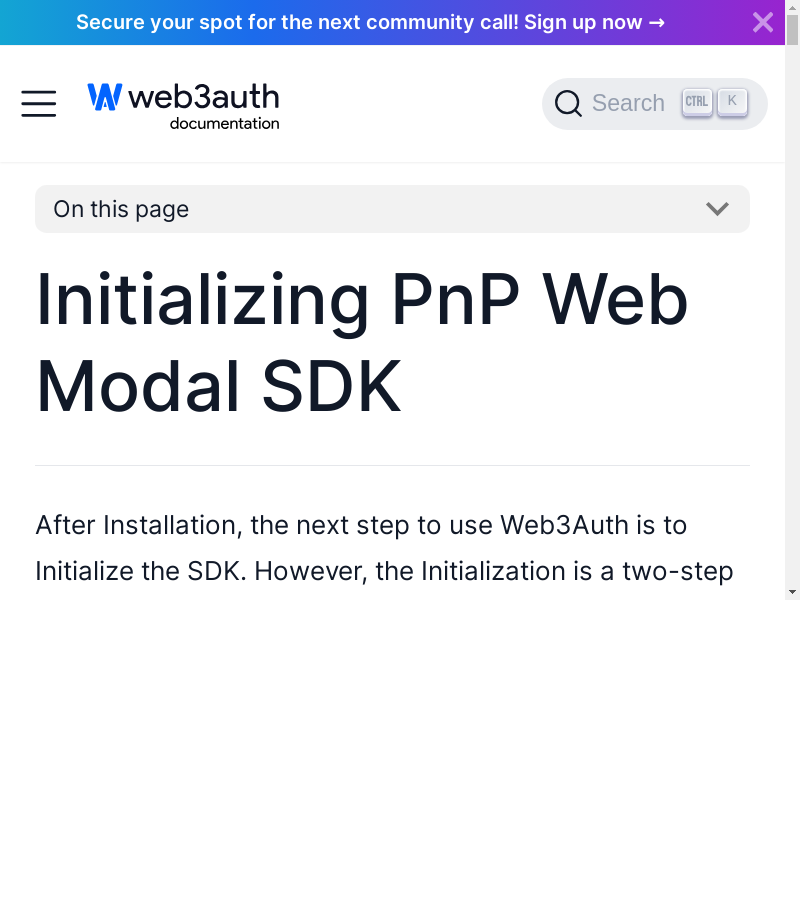 Secure your spot for the next community call! Sign up now →
web3auth
documentation
Search
CTRL K
On this page
Initializing PnP Web
Modal SDK
After Installation, the next step to use Web3Auth is to
Initialize the SDK. However, the Initialization is a two-step